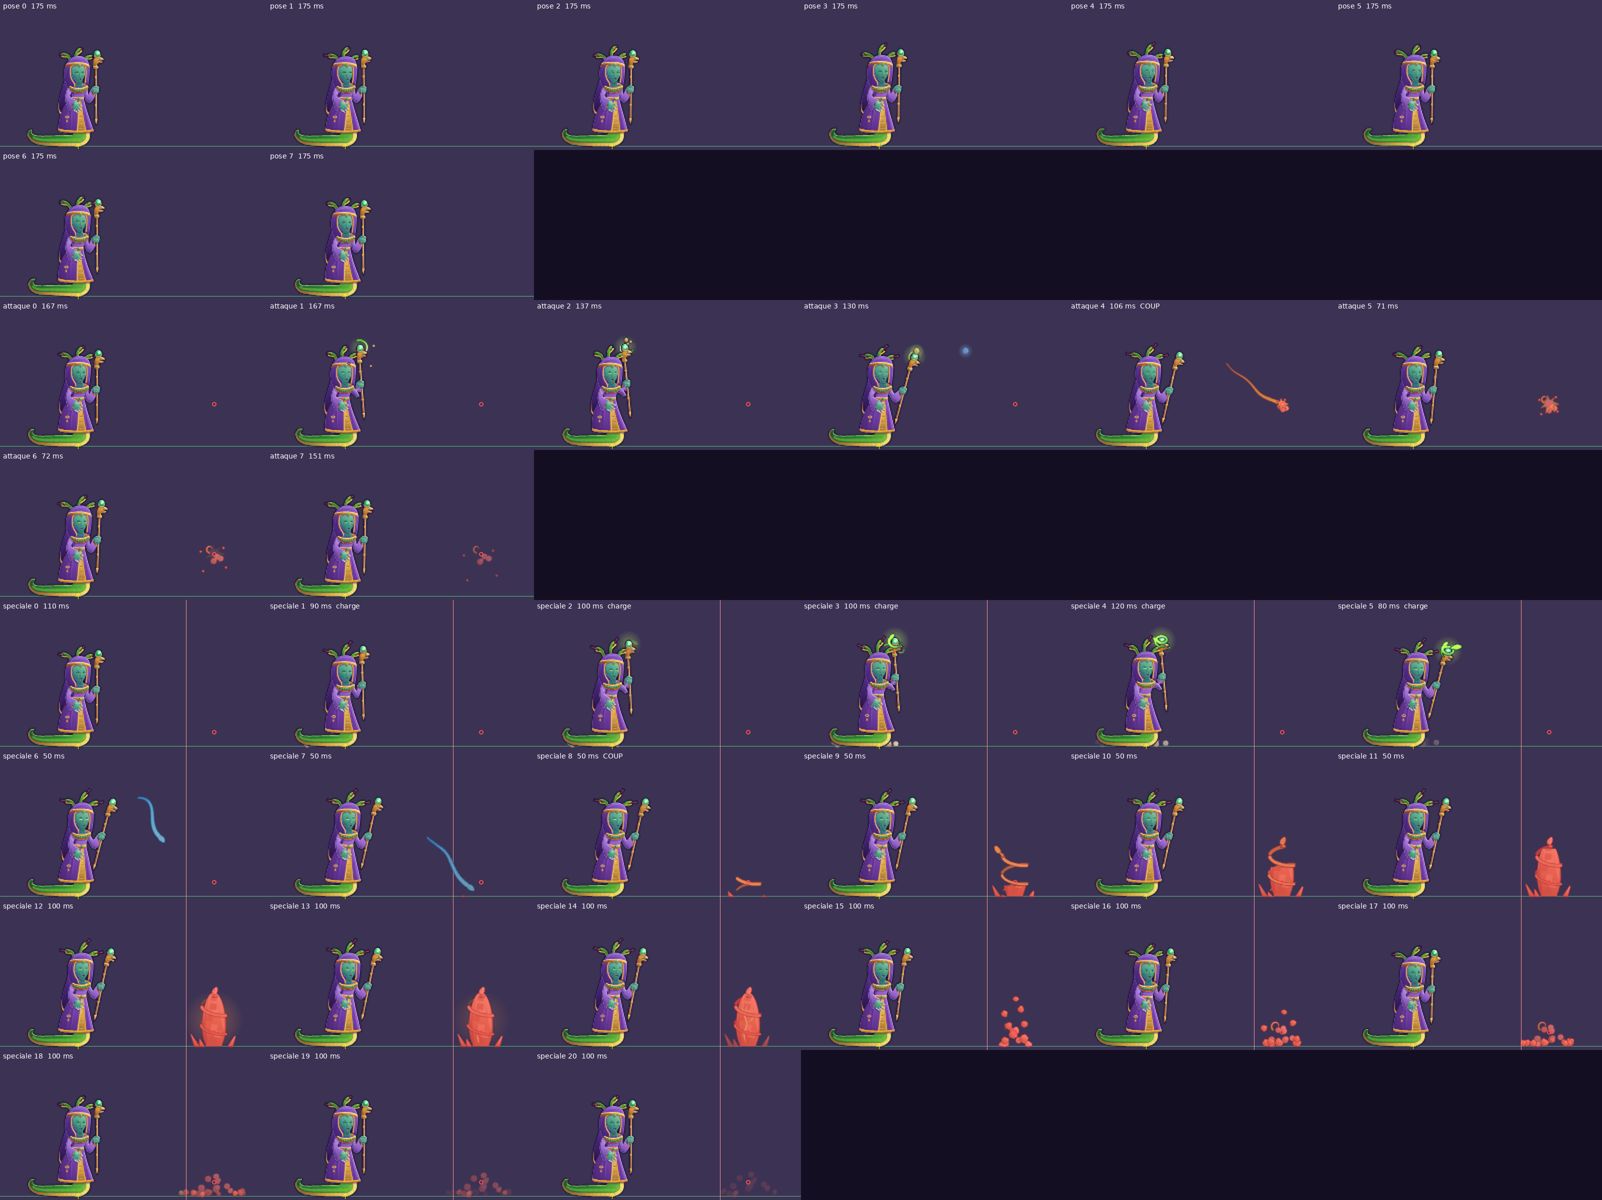 pose 0 175 ms
pose 1 175 ms
pose 2 175 ms
pose 3 175 ms
pose 4 175 ms
pose 5 175 ms
pose 6 175 ms
pose 7 175 ms
attaque 0 167 ms
attaque 1 167 ms
attaque 2 137 ms
attaque 3 130 ms
attaque 4 106 ms COUP
attaque 5 71 ms
attaque 6 72 ms
attaque 7 151 ms
speciale 0 110 ms
speciale 1 90 ms charge
speciale 2 100 ms charge
speciale 3 100 ms charge
speciale 4 120 ms charge
speciale 5 80 ms charge
speciale 6 50 ms
speciale 7 50 ms
speciale 8 50 ms COUP
speciale 9 50 ms
speciale 10 50 ms
speciale 11 50 ms
speciale 12 100 ms
speciale 13 100 ms
speciale 14 100 ms
speciale 15 100 ms
speciale 16 100 ms
speciale 17 100 ms
speciale 18 100 ms
speciale 19 100 ms
speciale 20 100 ms